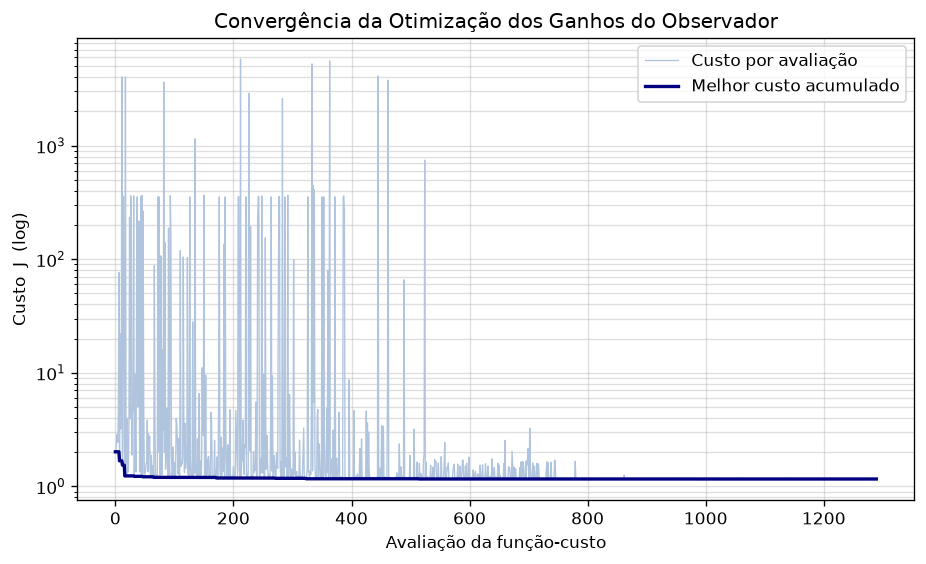 Convergência da Otimização dos Ganhos do Observador
Custo por avaliação
Melhor custo acumulado
Custo J (log)
10³
10²
10¹
10⁰
0 200 400 600 800 1000 1200
Avaliação da função-custo